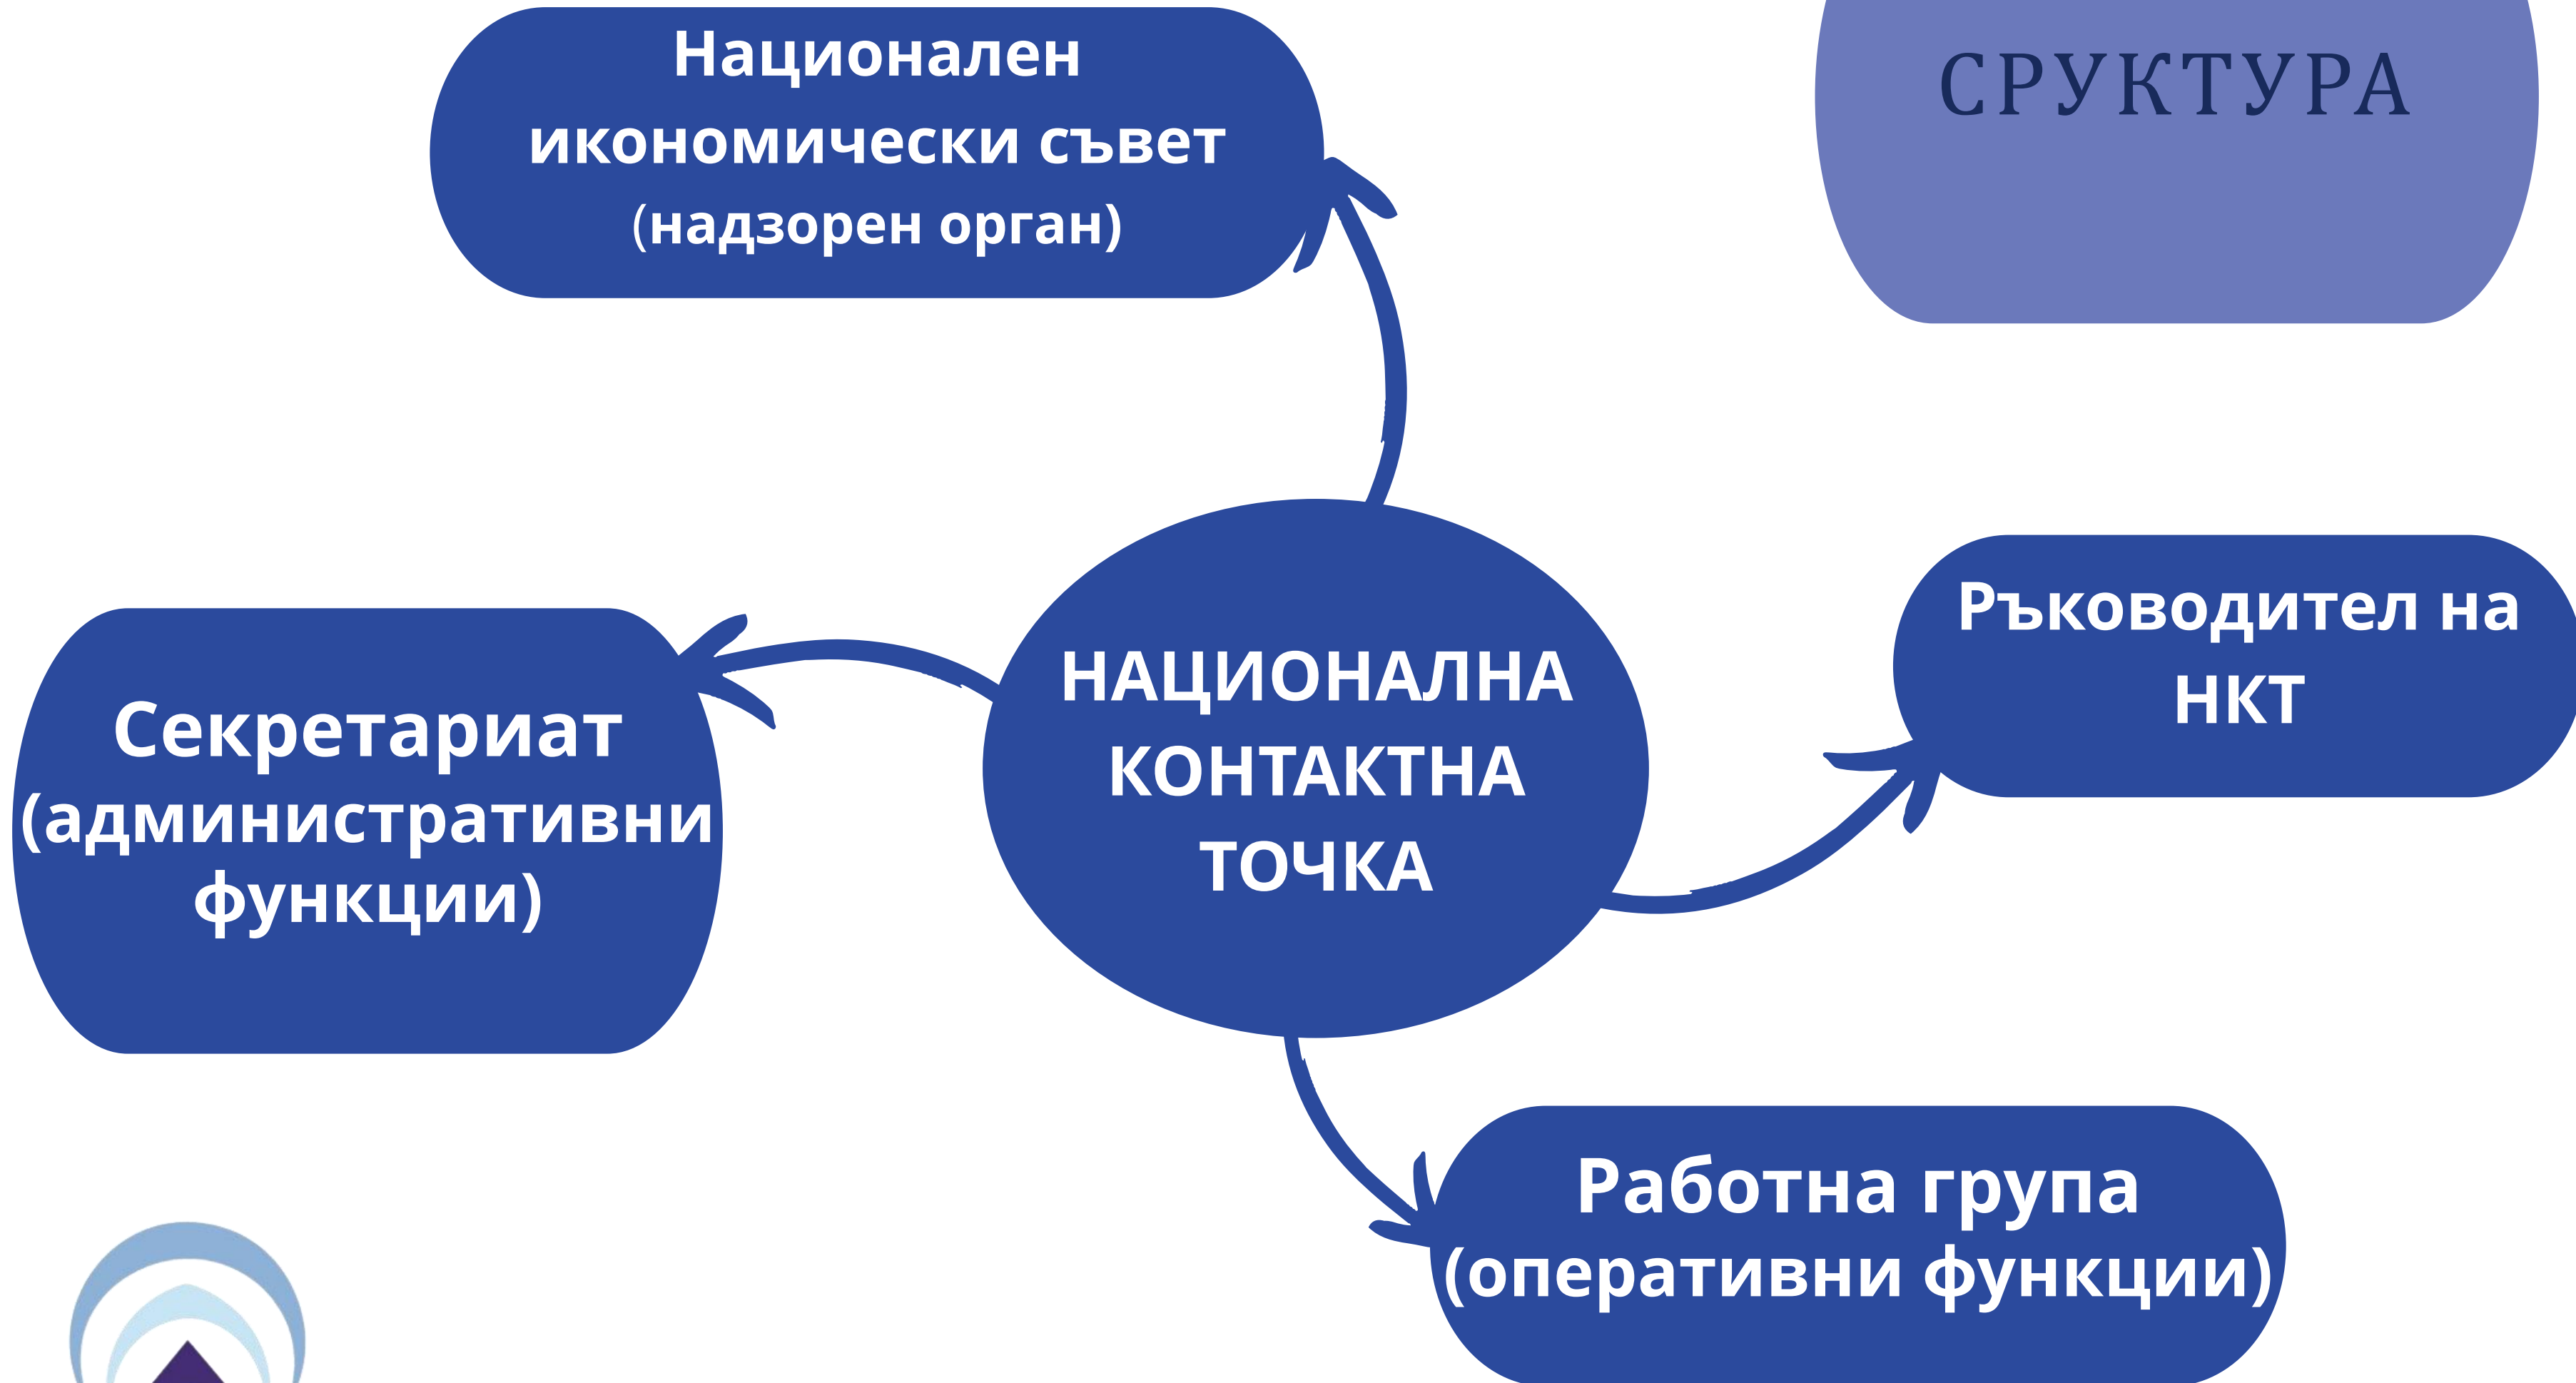 СРУКТУРА
Национален
икономически съвет
(надзорен орган)
Ръководител на
НКТ
НАЦИОНАЛНА
КОНТАКТНА
ТОЧКА
Секретариат
(административни
функции)
Работна група
(оперативни функции)